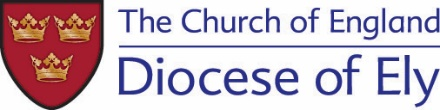 The Church of England
Diocese of Ely